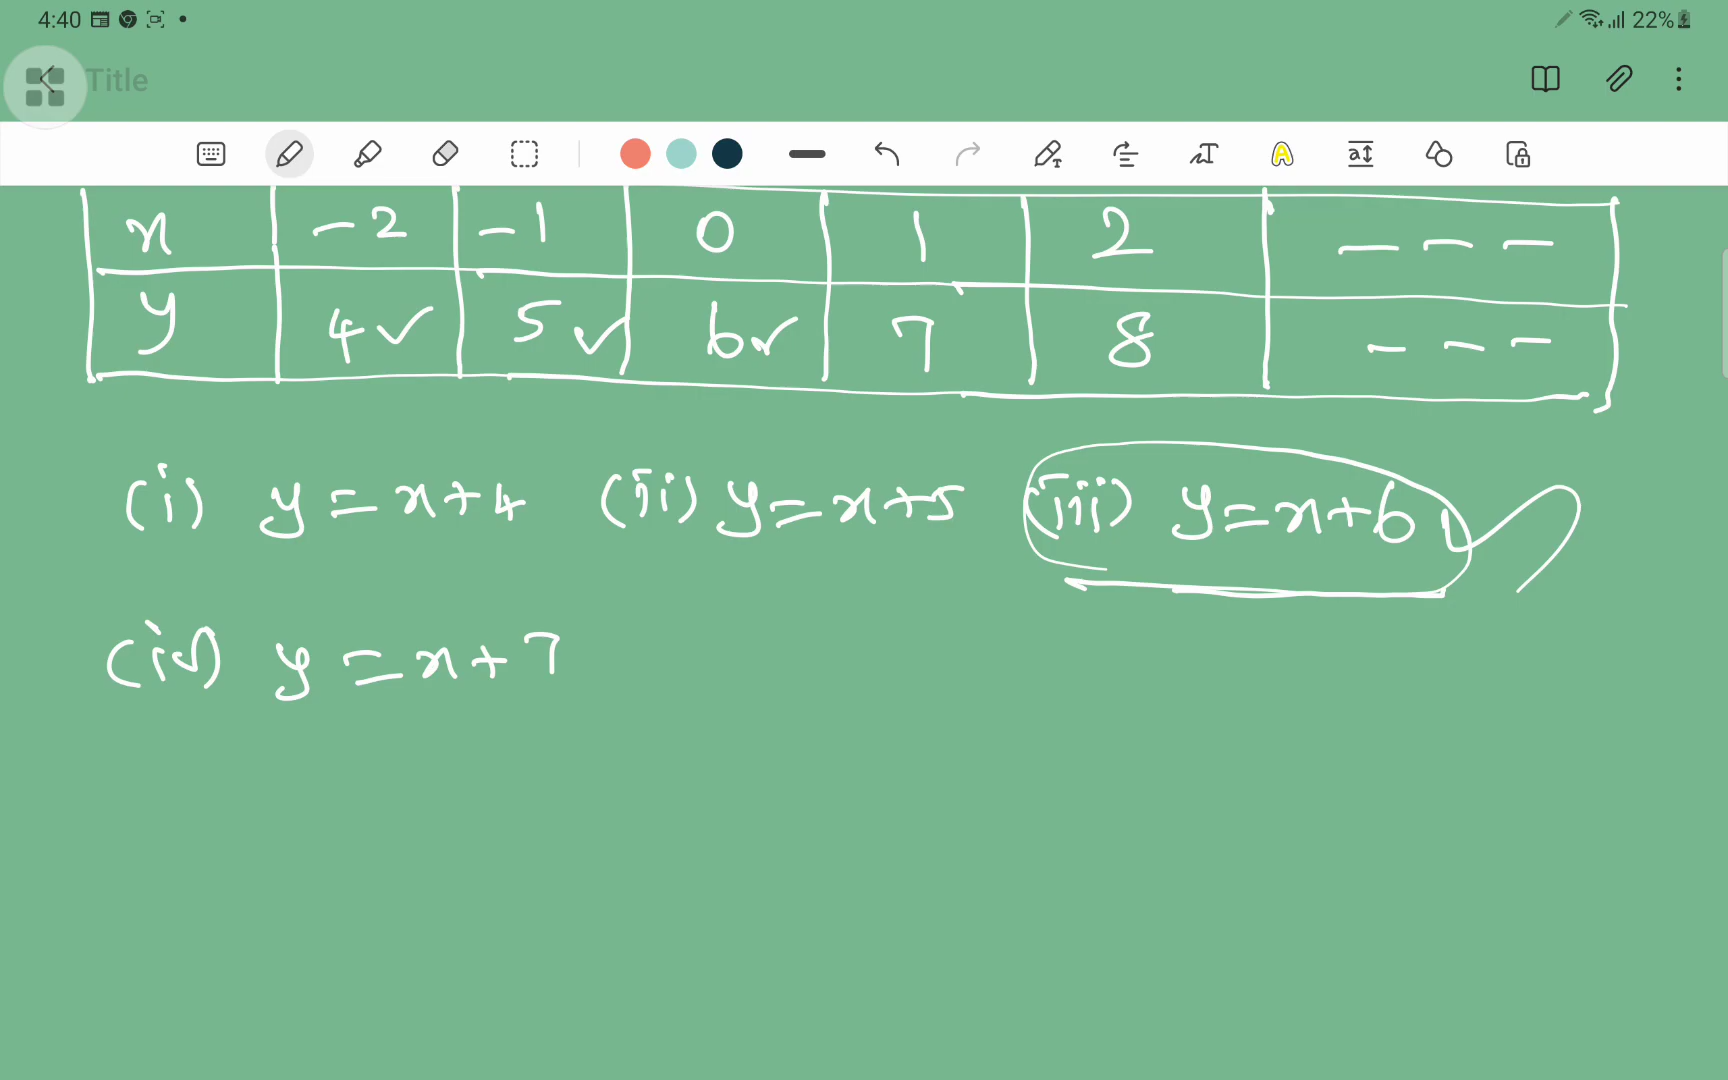 4:40 22%
Title
x -2 -1 0 1 2 - - -
y 4✓ 5✓ 6✓ 7 8 - - -
(i) y=x+4 (ii) y=x+5 (iii) y=x+6 ✓
(iv) y=x+7